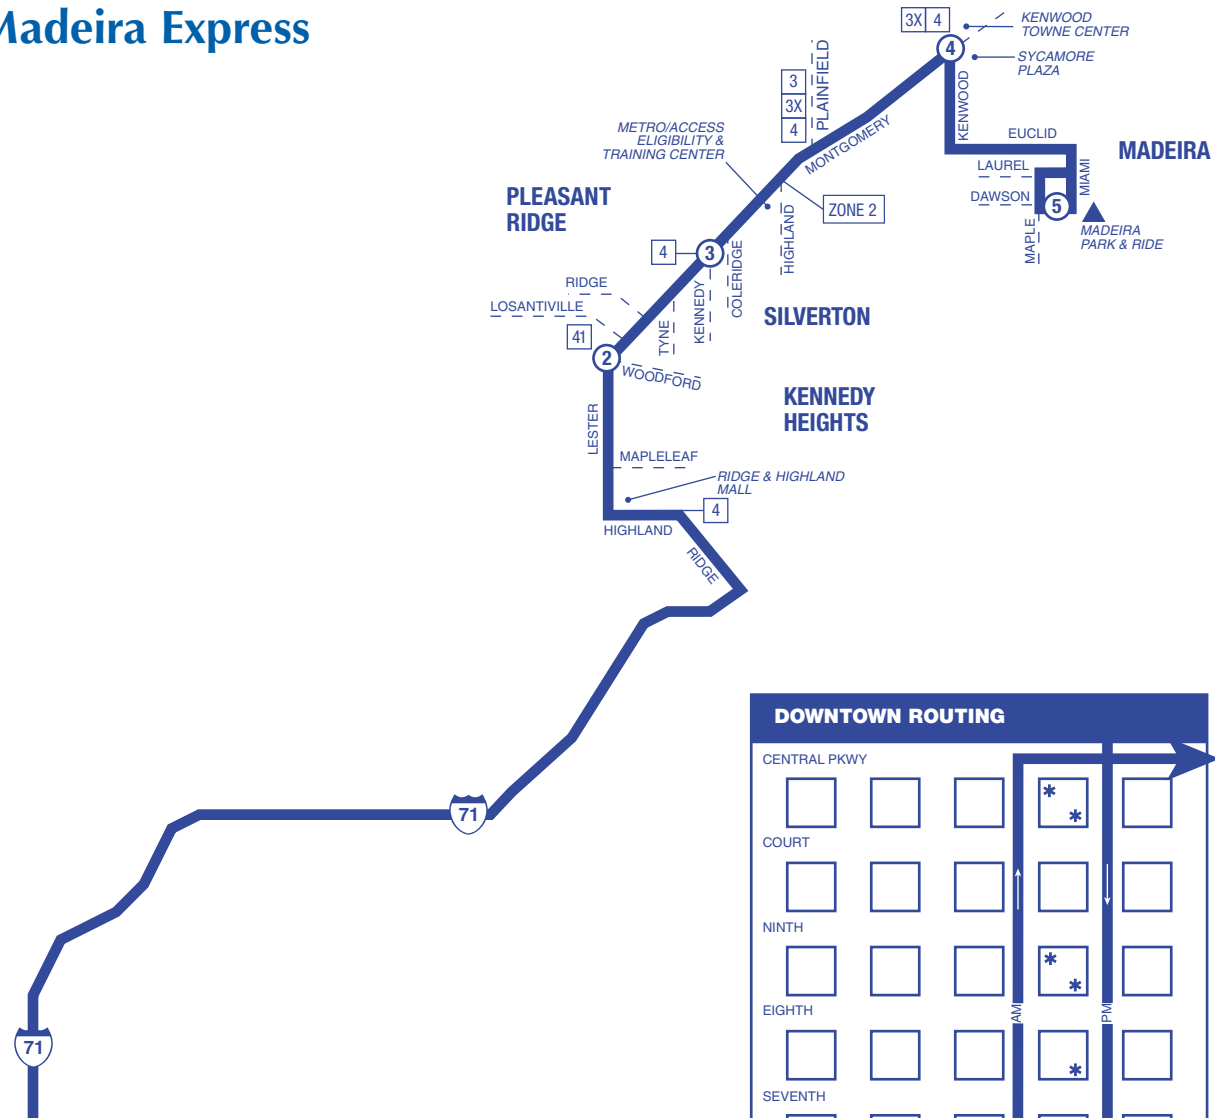 Madeira Express
3X 4
KENWOOD
TOWNE CENTER
4
SYCAMORE
PLAZA
PLAINFIELD
3
3X
4
KENWOOD
MONTGOMERY
METRO/ACCESS
ELIGIBILITY &
TRAINING CENTER
EUCLID
MADEIRA
LAUREL
MIAMI
DAWSON
5
MAPLE
MADEIRA
PARK & RIDE
PLEASANT
RIDGE
ZONE 2
HIGHLAND
4
3
COLERIDGE
RIDGE
KENNEDY
LOSANTIVILLE
SILVERTON
TYNE
41
2
WOODFORD
KENNEDY
HEIGHTS
LESTER
MAPLELEAF
RIDGE & HIGHLAND
MALL
4
HIGHLAND
RIDGE
71
71
DOWNTOWN ROUTING
CENTRAL PKWY
* *
COURT
NINTH
* *
EIGHTH
AM
PM
*
SEVENTH